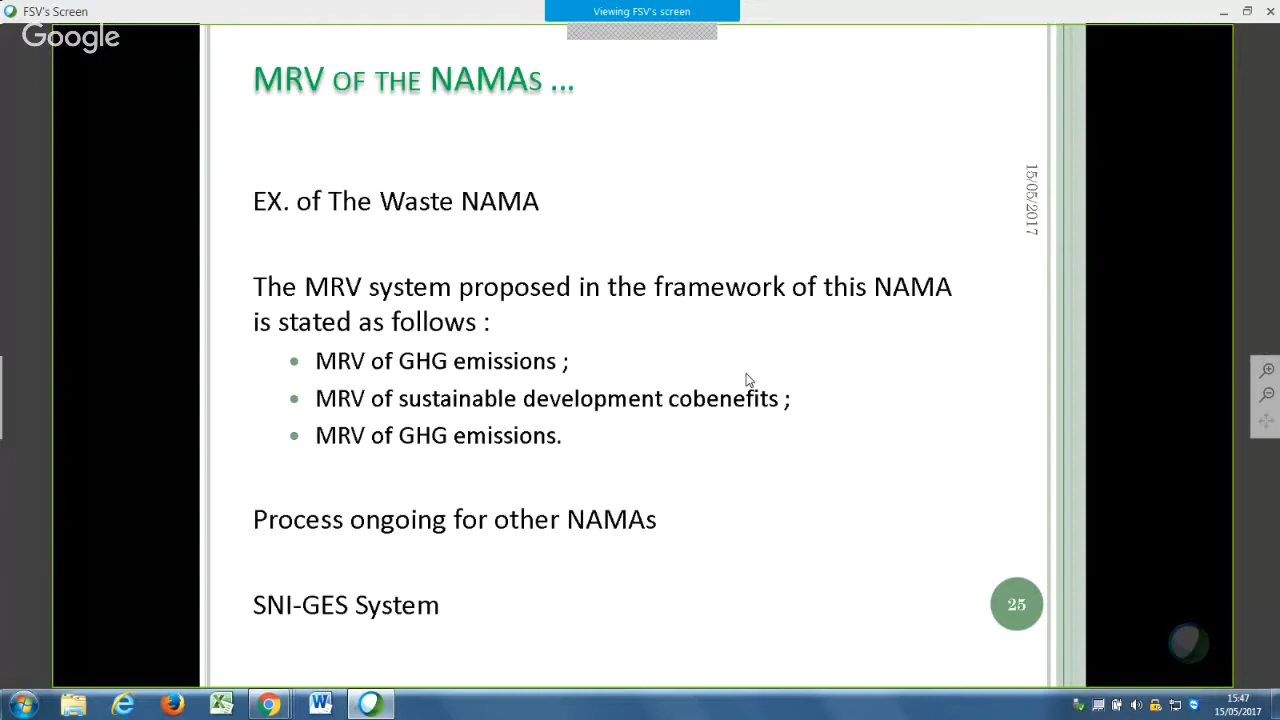 FSV's Screen
Viewing FSV's screen
Google
MRV OF THE NAMAS ...
15/05/2017
EX. of The Waste NAMA
The MRV system proposed in the framework of this NAMA
is stated as follows :
• MRV of GHG emissions ;
• MRV of sustainable development cobenefits ;
• MRV of GHG emissions.
Process ongoing for other NAMAs
SNI-GES System
25
15:47
15/05/2017